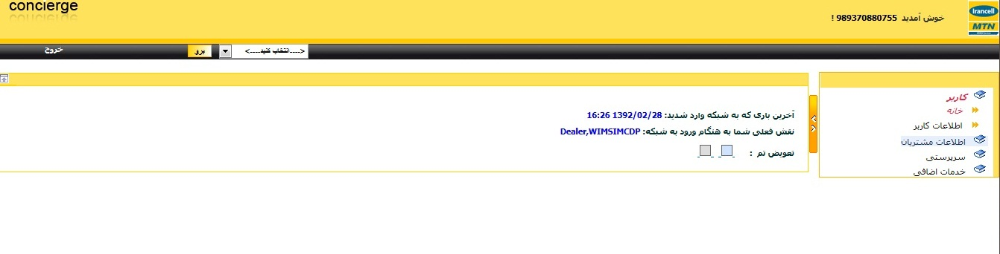 concierge
خوش آمدید 989370880755 !
Irancell
MTN
خروج
برو
<----انتخاب کنید---->
کاربر
خانه
اطلاعات کاربر
اطلاعات مشتریان
سرپرستی
خدمات اضافی
آخرین باری که به شبکه وارد شدید: 1392/02/28 16:26
نقش فعلی شما به هنگام ورود به شبکه: Dealer,WIMSIMCDP
تعویض تم :